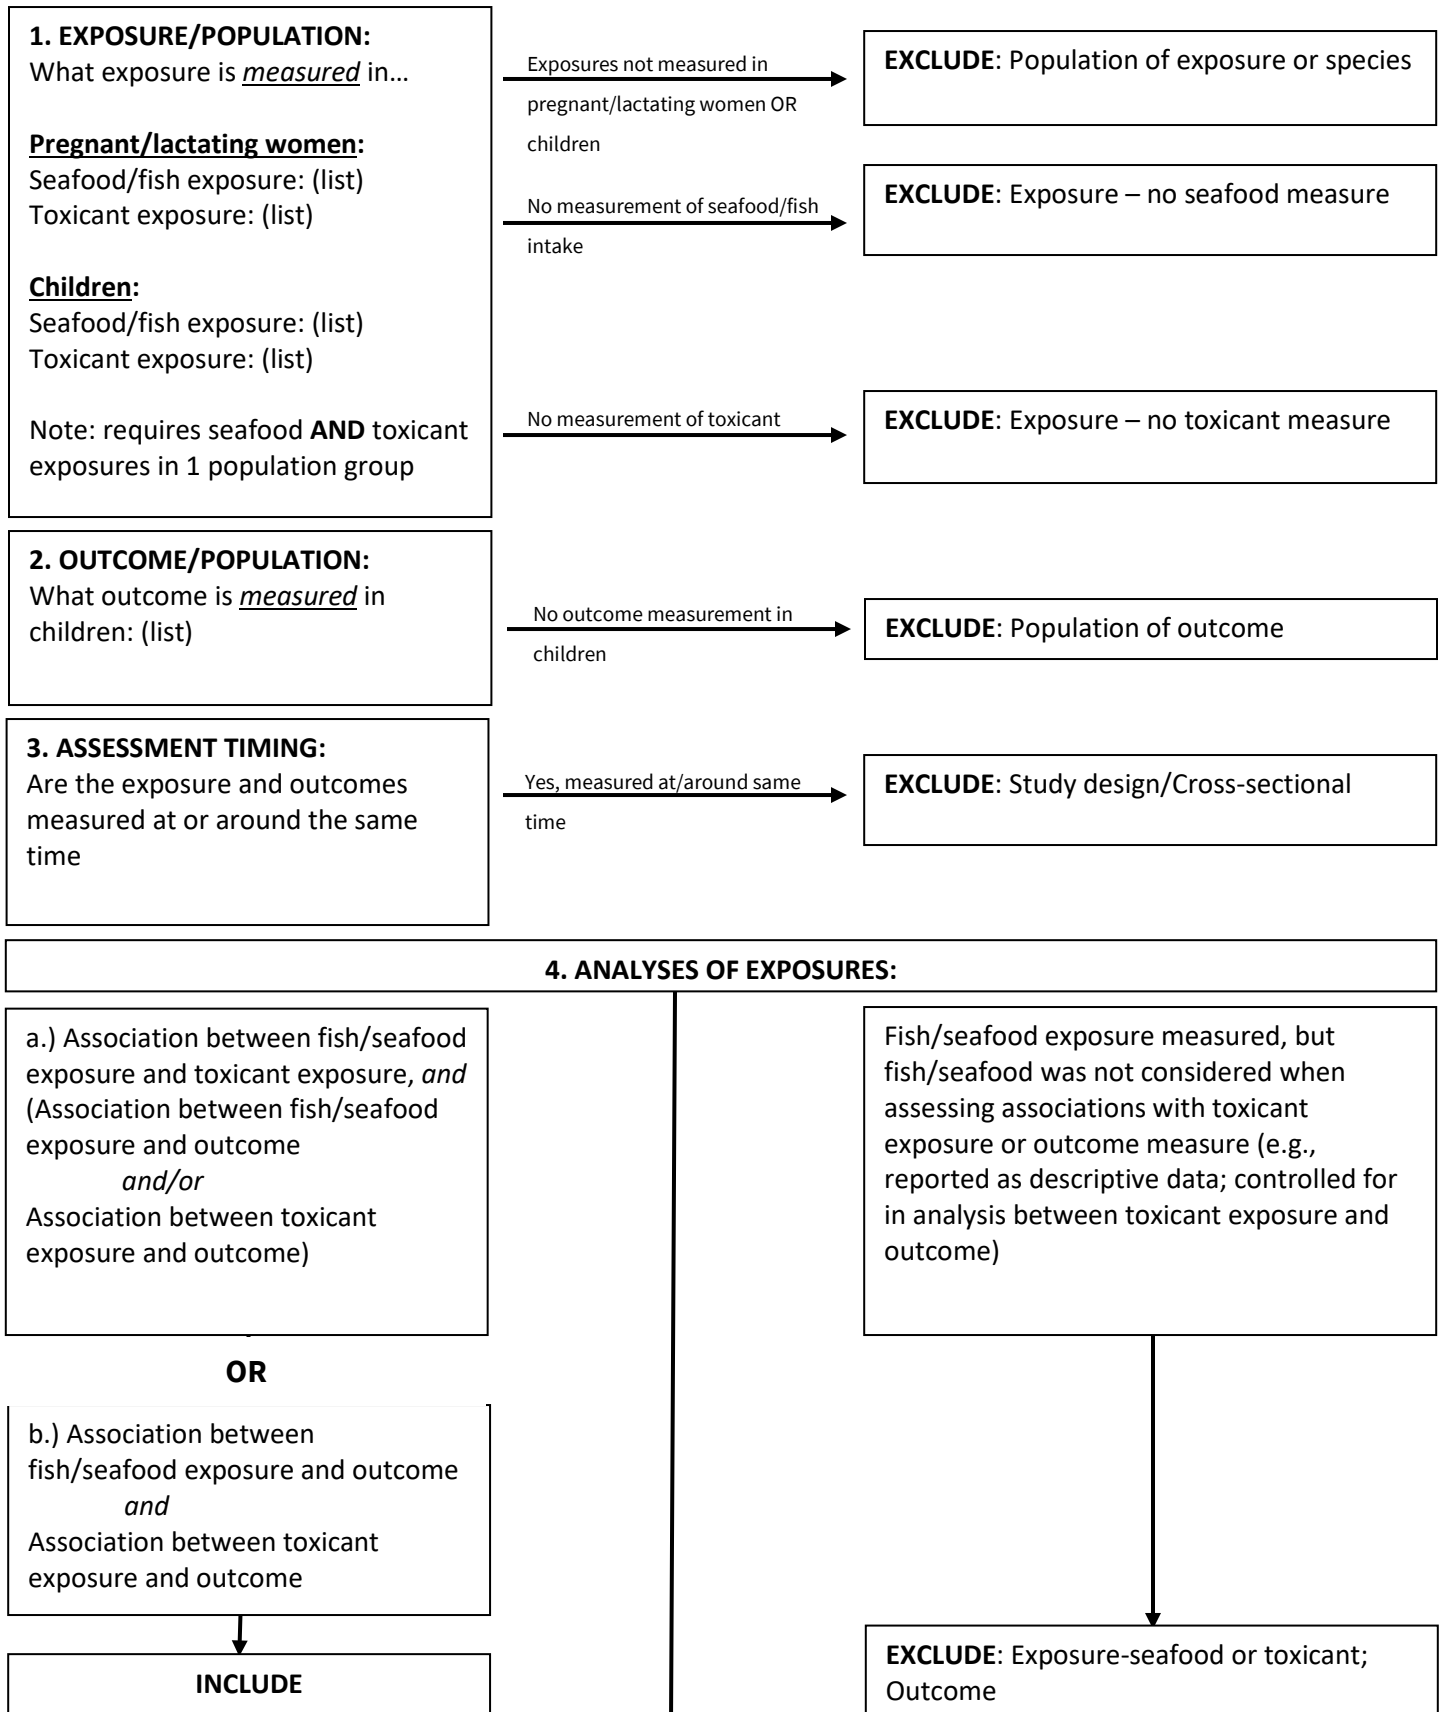 1. EXPOSURE/POPULATION:
What exposure is measured in…
Pregnant/lactating women:
Seafood/fish exposure: (list)
Toxicant exposure: (list)
Children:
Seafood/fish exposure: (list)
Toxicant exposure: (list)
Note: requires seafood AND toxicant
exposures in 1 population group
Exposures not measured in
pregnant/lactating women OR
children
EXCLUDE: Population of exposure or species
No measurement of seafood/fish
intake
EXCLUDE: Exposure – no seafood measure
No measurement of toxicant
EXCLUDE: Exposure – no toxicant measure
2. OUTCOME/POPULATION:
What outcome is measured in
children: (list)
No outcome measurement in
children
EXCLUDE: Population of outcome
3. ASSESSMENT TIMING:
Are the exposure and outcomes
measured at or around the same
time
Yes, measured at/around same
time
EXCLUDE: Study design/Cross-sectional
4. ANALYSES OF EXPOSURES:
a.) Association between fish/seafood
exposure and toxicant exposure, and
(Association between fish/seafood
exposure and outcome
and/or
Association between toxicant
exposure and outcome)
OR
b.) Association between
fish/seafood exposure and outcome
and
Association between toxicant
exposure and outcome
INCLUDE
Fish/seafood exposure measured, but
fish/seafood was not considered when
assessing associations with toxicant
exposure or outcome measure (e.g.,
reported as descriptive data; controlled for
in analysis between toxicant exposure and
outcome)
EXCLUDE: Exposure-seafood or toxicant;
Outcome